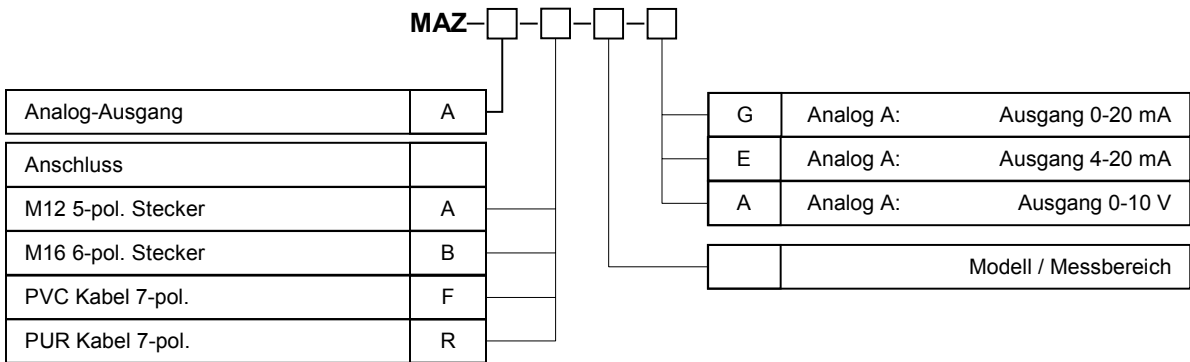 MAZ
Analog-Ausgang A
Anschluss
M12 5-pol. Stecker A
M16 6-pol. Stecker B
PVC Kabel 7-pol. F
PUR Kabel 7-pol. R
G Analog A: Ausgang 0-20 mA
E Analog A: Ausgang 4-20 mA
A Analog A: Ausgang 0-10 V
Modell / Messbereich